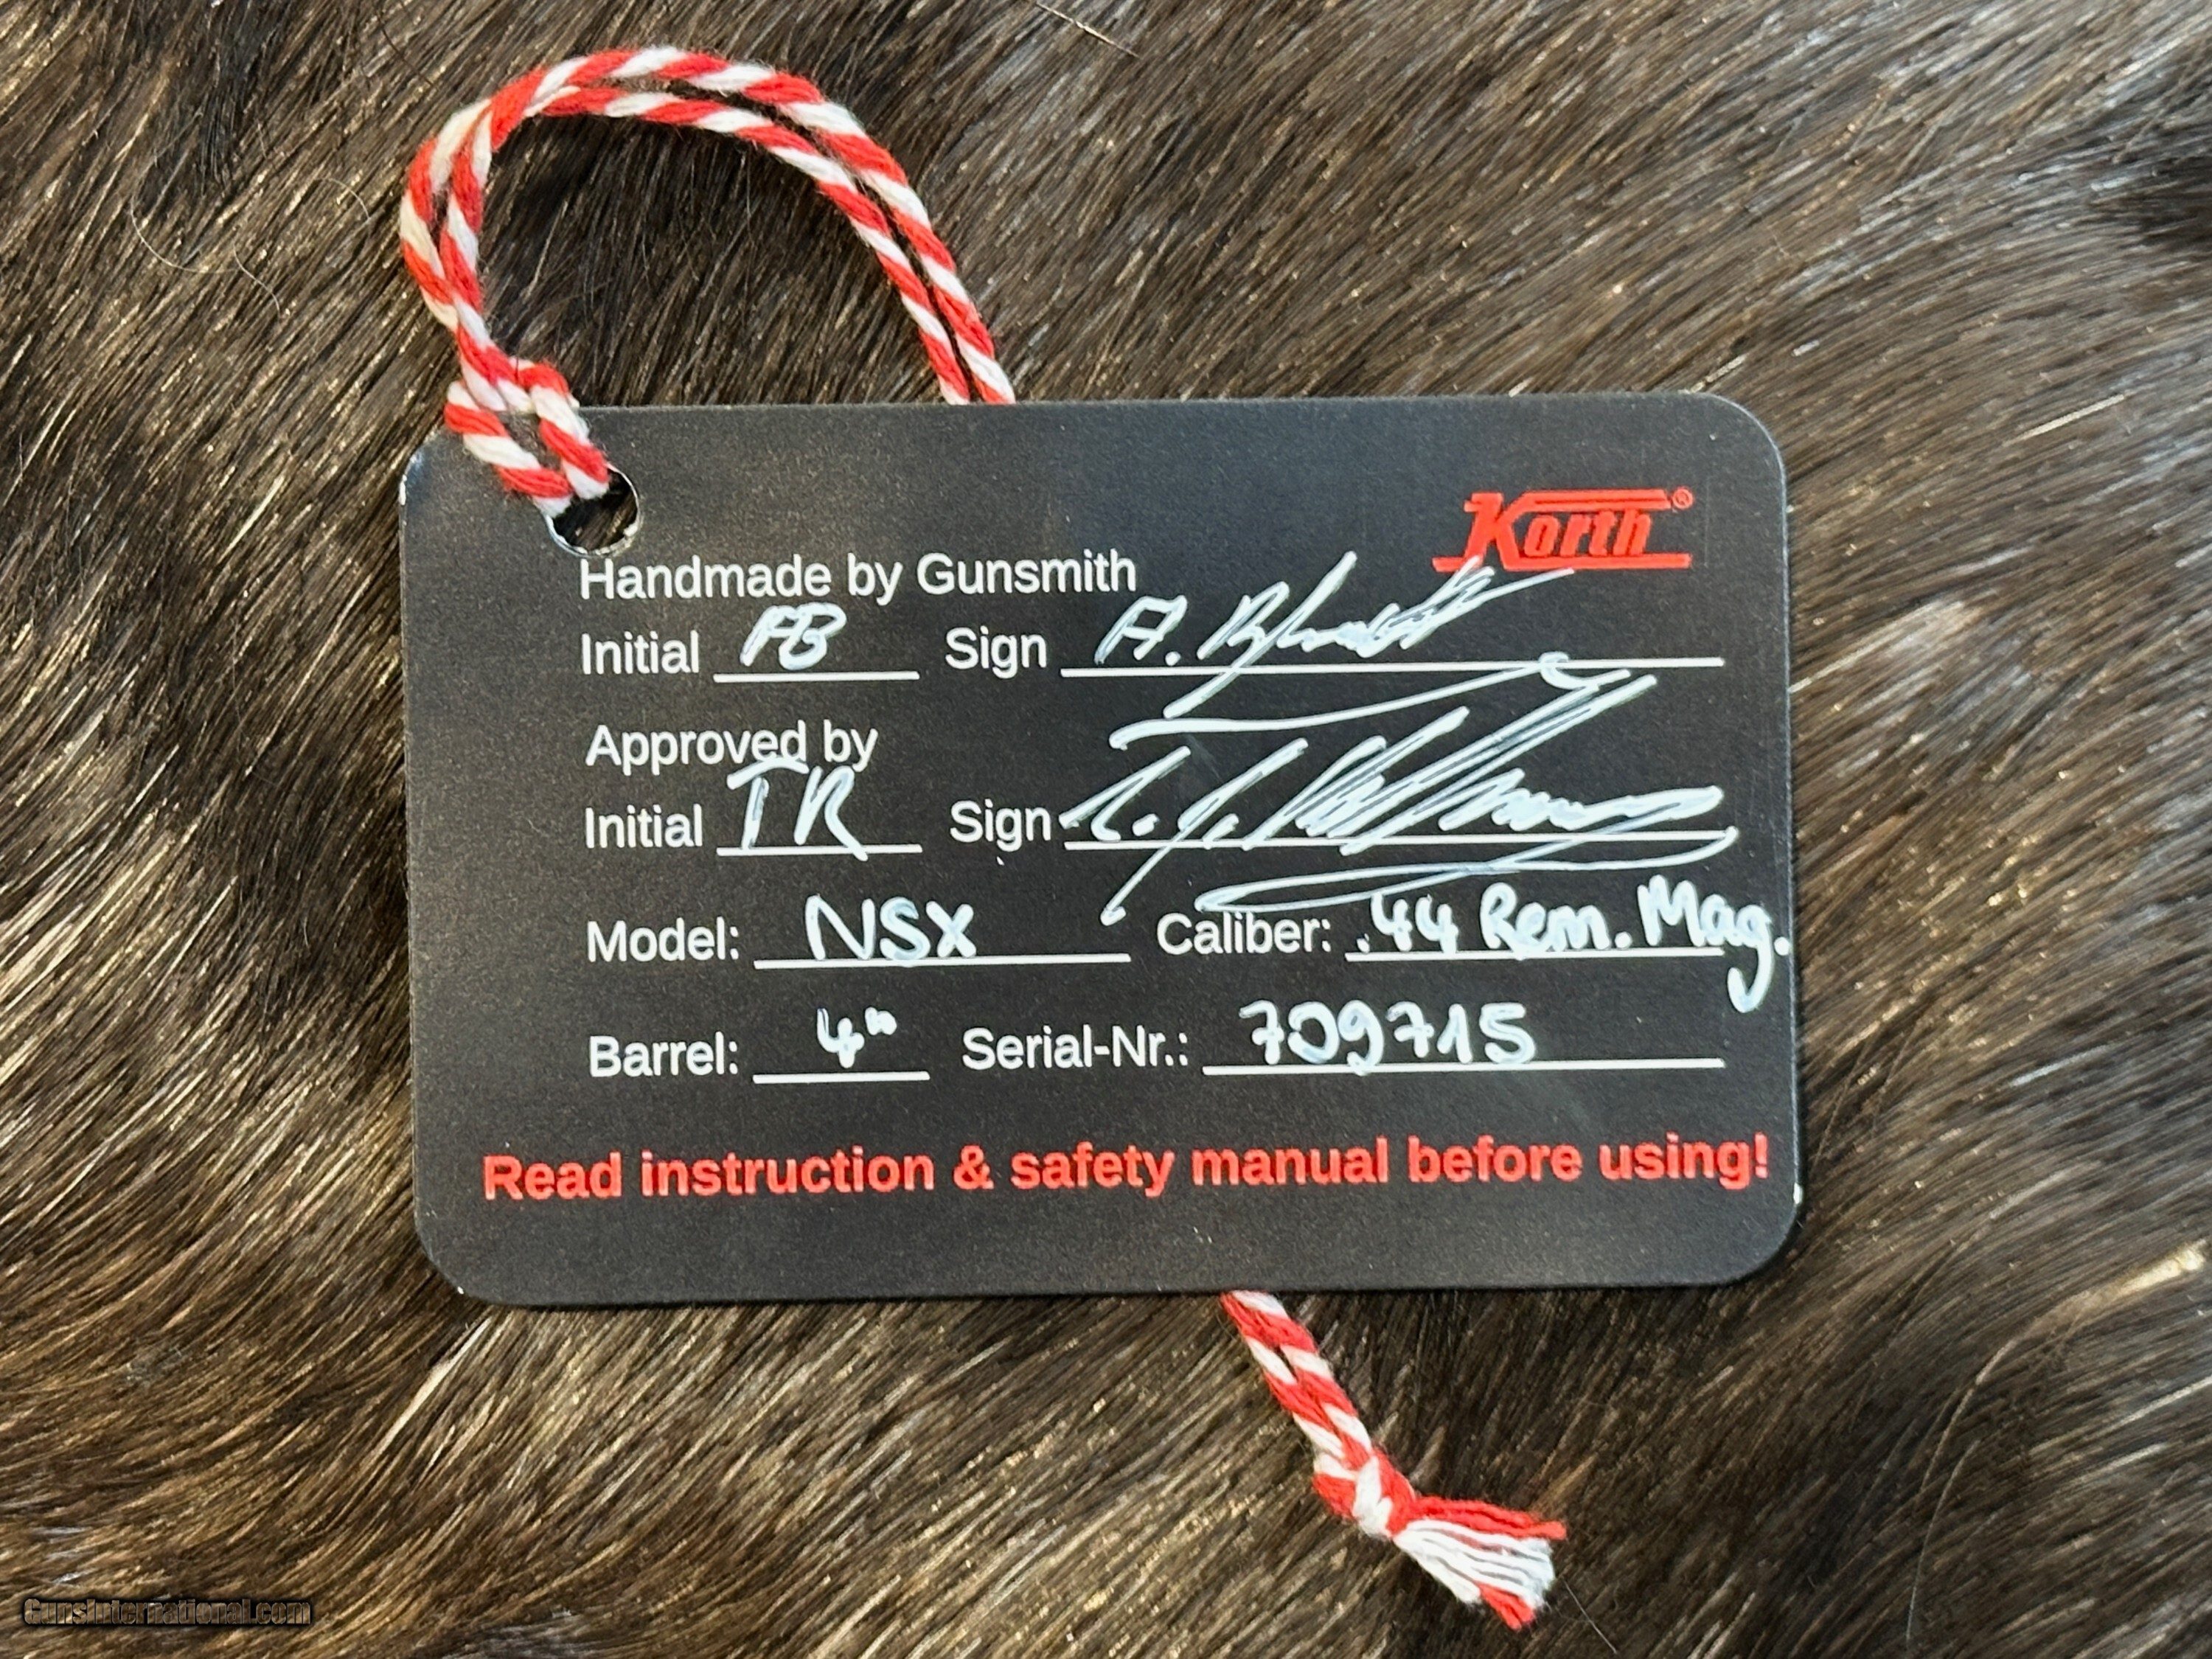 Korth®
Handmade by Gunsmith
Initial FB Sign
Approved by
Initial TR Sign
Model: NSX Caliber: .44 Rem. Mag.
Barrel: 4" Serial-Nr.: 709715
Read instruction & safety manual before using!
GunsInternational.com